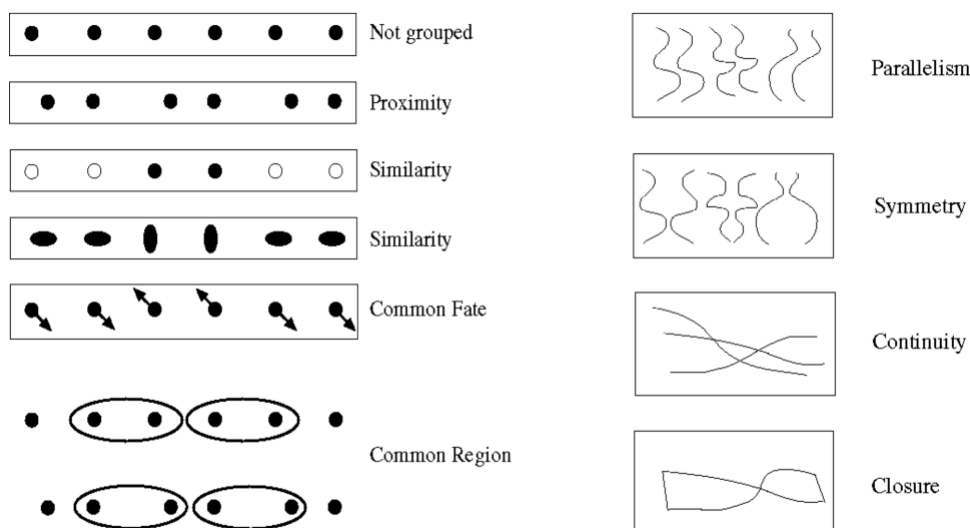 Not grouped
Proximity
Similarity
Similarity
Common Fate
Common Region
Parallelism
Symmetry
Continuity
Closure